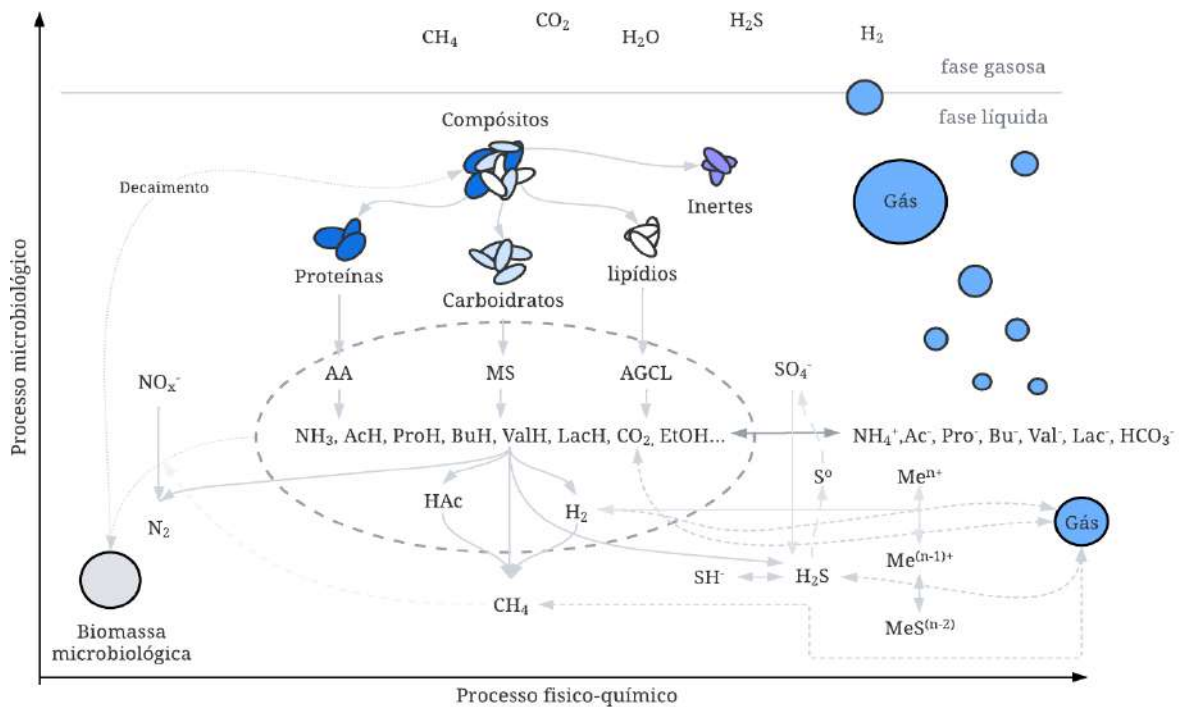 CH₄
CO₂
H₂O
H₂S
H₂
fase gasosa
fase líquida
Compósitos
Decaimento
Inertes
Gás
Proteínas
Carboidratos
lipídios
Processo microbiológico
NOₓ⁻
AA
MS
AGCL
SO₄⁻
NH₃, AcH, ProH, BuH, ValH, LacH, CO₂, EtOH...
NH₄⁺,Ac⁻, Pro⁻, Bu⁻, Val⁻, Lac⁻, HCO₃⁻
S⁰
Meⁿ⁺
HAc
H₂
N₂
Gás
Me⁽ⁿ⁻¹⁾⁺
SH⁻
H₂S
CH₄
MeS⁽ⁿ⁻²⁾
Biomassa
microbiológica
Processo fisico-químico